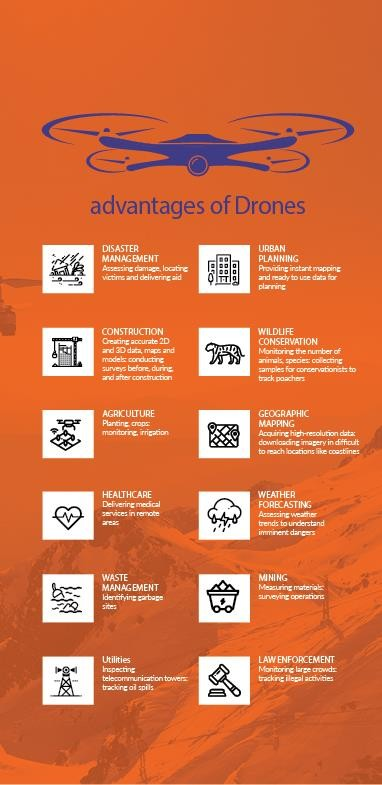 advantages of Drones
DISASTER
MANAGEMENT
Assessing damage, locating
victims and delivering aid
URBAN
PLANNING
Providing instant mapping
and ready to use data for
planning
CONSTRUCTION
Creating accurate 2D
and 3D data, maps and
models: conducting
surveys before, during,
and after construction
WILDLIFE
CONSERVATION
Monitoring the number of
animals, species: collecting
samples for conservationists to
track poachers
AGRICULTURE
Planting, crops:
monitoring, irrigation
GEOGRAPHIC
MAPPING
Acquiring high-resolution data:
downloading imagery in difficult
to reach locations like coastlines
HEALTHCARE
Delivering medical
services in remote
areas
WEATHER
FORECASTING
Assessing weather
trends to understand
imminent dangers
WASTE
MANAGEMENT
Identifying garbage
sites
MINING
Measuring materials:
surveying operations
Utilities
Inspecting
telecommunication towers:
tracking oil spills
LAW ENFORCEMENT
Monitoring large crowds:
tracking illegal activities